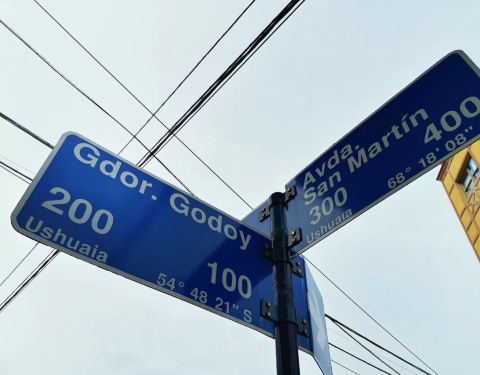 Gdor. Godoy
200 100
Ushuaia 54° 48 21" S
Avda.
San Martín
300 400
Ushuaia 68° 18' 08"